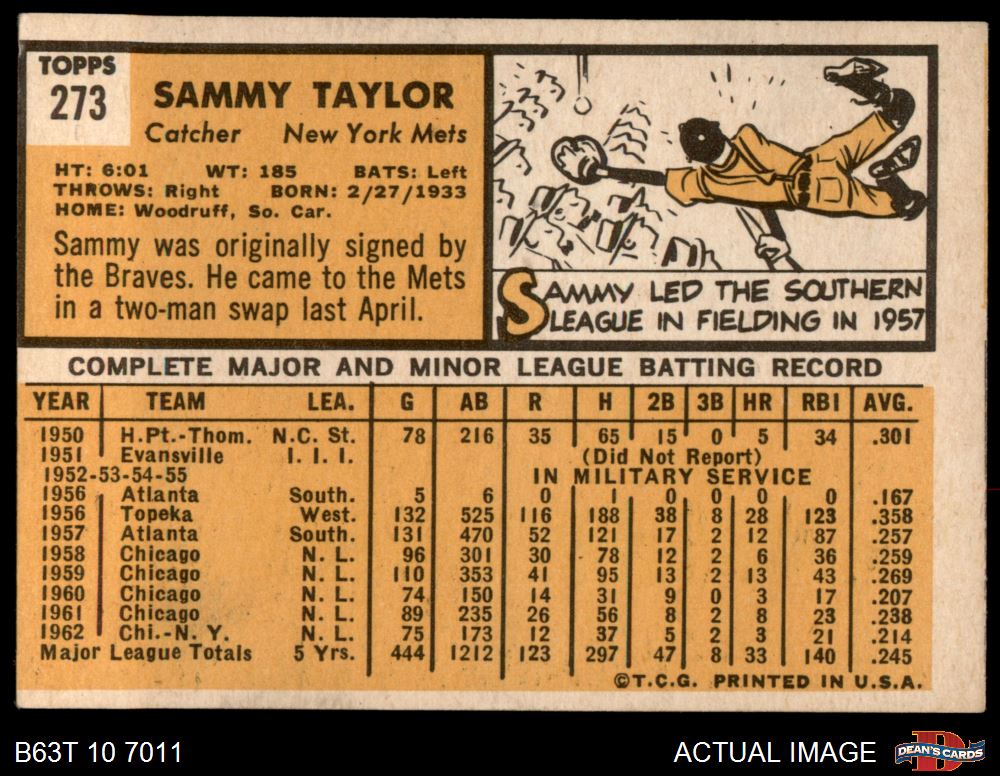 TOPPS
273
SAMMY TAYLOR
Catcher New York Mets
HT: 6:01 WT: 185 BATS: Left
THROWS: Right BORN: 2/27/1933
HOME: Woodruff, So. Car.
Sammy was originally signed by
the Braves. He came to the Mets
in a two-man swap last April.
SAMMY LED THE SOUTHERN
LEAGUE IN FIELDING IN 1957
COMPLETE MAJOR AND MINOR LEAGUE BATTING RECORD
YEAR TEAM LEA. G AB R H 2B 3B HR RBI AVG.
1950 H.Pt.-Thom. N.C. St. 78 216 35 65 15 0 5 34 .301
1951 Evansville I. I. I. (Did Not Report)
1952-53-54-55 IN MILITARY SERVICE
1956 Atlanta South. 5 6 0 1 0 0 0 0 .167
1956 Topeka West. 132 525 116 188 38 8 28 123 .358
1957 Atlanta South. 131 470 52 121 17 2 12 87 .257
1958 Chicago N. L. 96 301 30 78 12 2 6 36 .259
1959 Chicago N. L. 110 353 41 95 13 2 13 43 .269
1960 Chicago N. L. 74 150 14 31 9 0 3 17 .207
1961 Chicago N. L. 89 235 26 56 8 2 8 23 .238
1962 Chi.-N. Y. N. L. 75 173 12 37 5 2 3 21 .214
Major League Totals 5 Yrs. 444 1212 123 297 47 8 33 140 .245
©T.C.G. PRINTED IN U.S.A.
B63T 10 7011 ACTUAL IMAGE DEAN'S CARDS